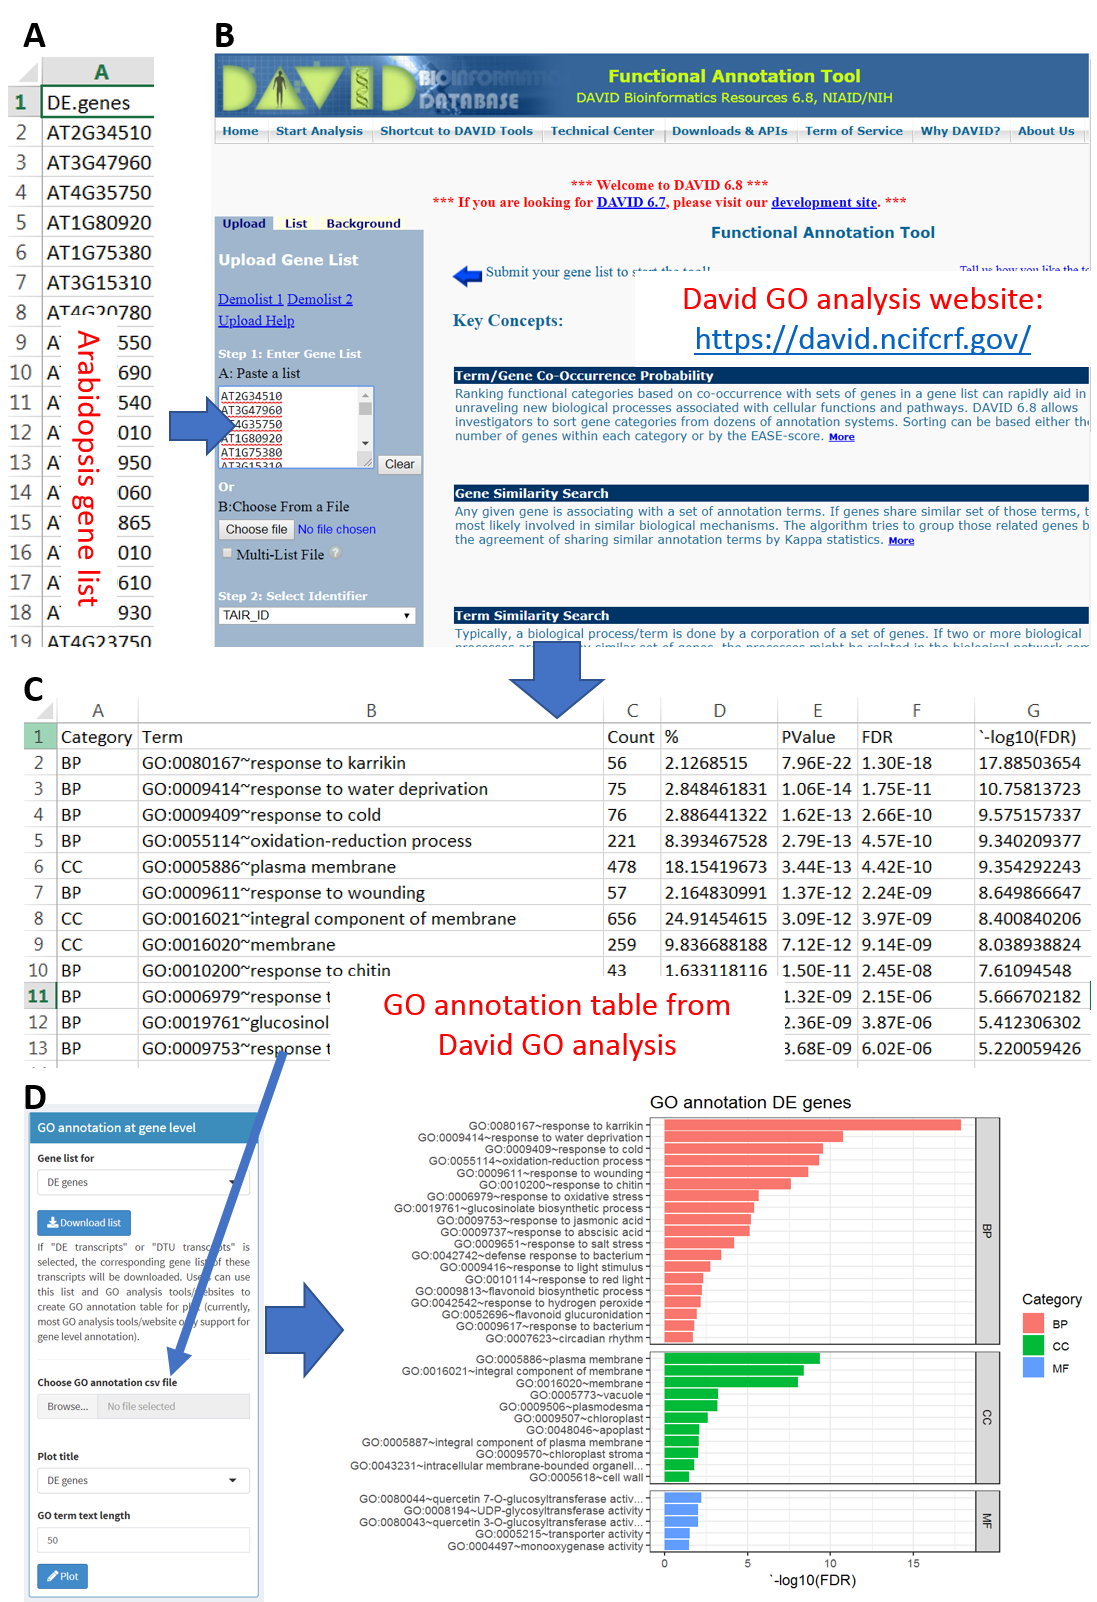 A
A
1 DE.genes
2 AT2G34510
3 AT3G47960
4 AT4G35750
5 AT1G80920
6 AT1G75380
7 AT3G15310
8 AT4G20780
9 550
10 690
11 540
12 010
13 950
14 060
15 865
16 010
17 610
18 930
19 AT4G23750
Arabidopsis gene list
B
DAVID BIOINFORMATICS
DATABASE
Functional Annotation Tool
DAVID Bioinformatics Resources 6.8, NIAID/NIH
Home Start Analysis Shortcut to DAVID Tools Technical Center Downloads & APIs Term of Service Why DAVID? About Us
*** Welcome to DAVID 6.8 ***
*** If you are looking for DAVID 6.7, please visit our development site. ***
Upload List Background
Functional Annotation Tool
Upload Gene List
Submit your gene list to start the tool!
Tell us how you like the to
Demolist 1 Demolist 2
Upload Help
Key Concepts:
David GO analysis website:
https://david.ncifcrf.gov/
Step 1: Enter Gene List
A: Paste a list
AT2G34510
AT3G47960
4G35750
AT1G80920
AT1G75380
AT3G15310
Clear
Or
B:Choose From a File
Choose file No file chosen
Multi-List File ?
Step 2: Select Identifier
TAIR_ID
Term/Gene Co-Occurrence Probability
Ranking functional categories based on co-occurrence with sets of genes in a gene list can rapidly aid in
unraveling new biological processes associated with cellular functions and pathways. DAVID 6.8 allows
investigators to sort gene categories from dozens of annotation systems. Sorting can be based either the
number of genes within each category or by the EASE-score. More
Gene Similarity Search
Any given gene is associating with a set of annotation terms. If genes share similar set of those terms, t
most likely involved in similar biological mechanisms. The algorithm tries to group those related genes b
the agreement of sharing similar annotation terms by Kappa statistics. More
Term Similarity Search
Typically, a biological process/term is done by a corporation of a set of genes. If two or more biological
C
A B C D E F G
1 Category Term Count % PValue FDR `-log10(FDR)
2 BP GO:0080167~response to karrikin 56 2.1268515 7.96E-22 1.30E-18 17.88503654
3 BP GO:0009414~response to water deprivation 75 2.848461831 1.06E-14 1.75E-11 10.75813723
4 BP GO:0009409~response to cold 76 2.886441322 1.62E-13 2.66E-10 9.575157337
5 BP GO:0055114~oxidation-reduction process 221 8.393467528 2.79E-13 4.57E-10 9.340209377
6 CC GO:0005886~plasma membrane 478 18.15419673 3.44E-13 4.42E-10 9.354292243
7 BP GO:0009611~response to wounding 57 2.164830991 1.37E-12 2.24E-09 8.649866647
8 CC GO:0016021~integral component of membrane 656 24.91454615 3.09E-12 3.97E-09 8.400840206
9 CC GO:0016020~membrane 259 9.836688188 7.12E-12 9.14E-09 8.038938824
10 BP GO:0010200~response to chitin 43 1.633118116 1.50E-11 2.45E-08 7.61094548
11 BP GO:0006979~response t 1.32E-09 2.15E-06 5.666702182
12 BP GO:0019761~glucosinol 2.36E-09 3.87E-06 5.412306302
13 BP GO:0009753~response t 3.68E-09 6.02E-06 5.220059426
GO annotation table from
David GO analysis
D
GO annotation at gene level
Gene list for
DE genes
Download list
If "DE transcripts" or "DTU transcripts" is
selected, the corresponding gene list of these
transcripts will be downloaded. Users can use
this list and GO analysis tools/websites to
create GO annotation table for plot (currently,
most GO analysis tools/website only support for
gene level annotation).
Choose GO annotation csv file
Browse... No file selected
Plot title
DE genes
GO term text length
50
Plot
GO annotation DE genes
GO:0080167~response to karrikin
GO:0009414~response to water deprivation
GO:0009409~response to cold
GO:0055114~oxidation-reduction process
GO:0009611~response to wounding
GO:0010200~response to chitin
GO:0006979~response to oxidative stress
GO:0019761~glucosinolate biosynthetic process
GO:0009753~response to jasmonic acid
GO:0009737~response to abscisic acid
GO:0009651~response to salt stress
GO:0042742~defense response to bacterium
GO:0009416~response to light stimulus
GO:0010114~response to red light
GO:0009813~flavonoid biosynthetic process
GO:0042542~response to hydrogen peroxide
GO:0052696~flavonoid glucuronidation
GO:0009617~response to bacterium
GO:0007623~circadian rhythm
BP
GO:0005886~plasma membrane
GO:0016021~integral component of membrane
GO:0016020~membrane
GO:0005773~vacuole
GO:0009506~plasmodesma
GO:0009507~chloroplast
GO:0048046~apoplast
GO:0005887~integral component of plasma membrane
GO:0009570~chloroplast stroma
GO:0043231~intracellular membrane-bounded organell...
GO:0005618~cell wall
CC
GO:0080044~quercetin 7-O-glucosyltransferase activ...
GO:0008194~UDP-glycosyltransferase activity
GO:0080043~quercetin 3-O-glucosyltransferase activ...
GO:0005215~transporter activity
GO:0004497~monooxygenase activity
MF
0 5 10 15
`-log10(FDR)
Category
BP
CC
MF